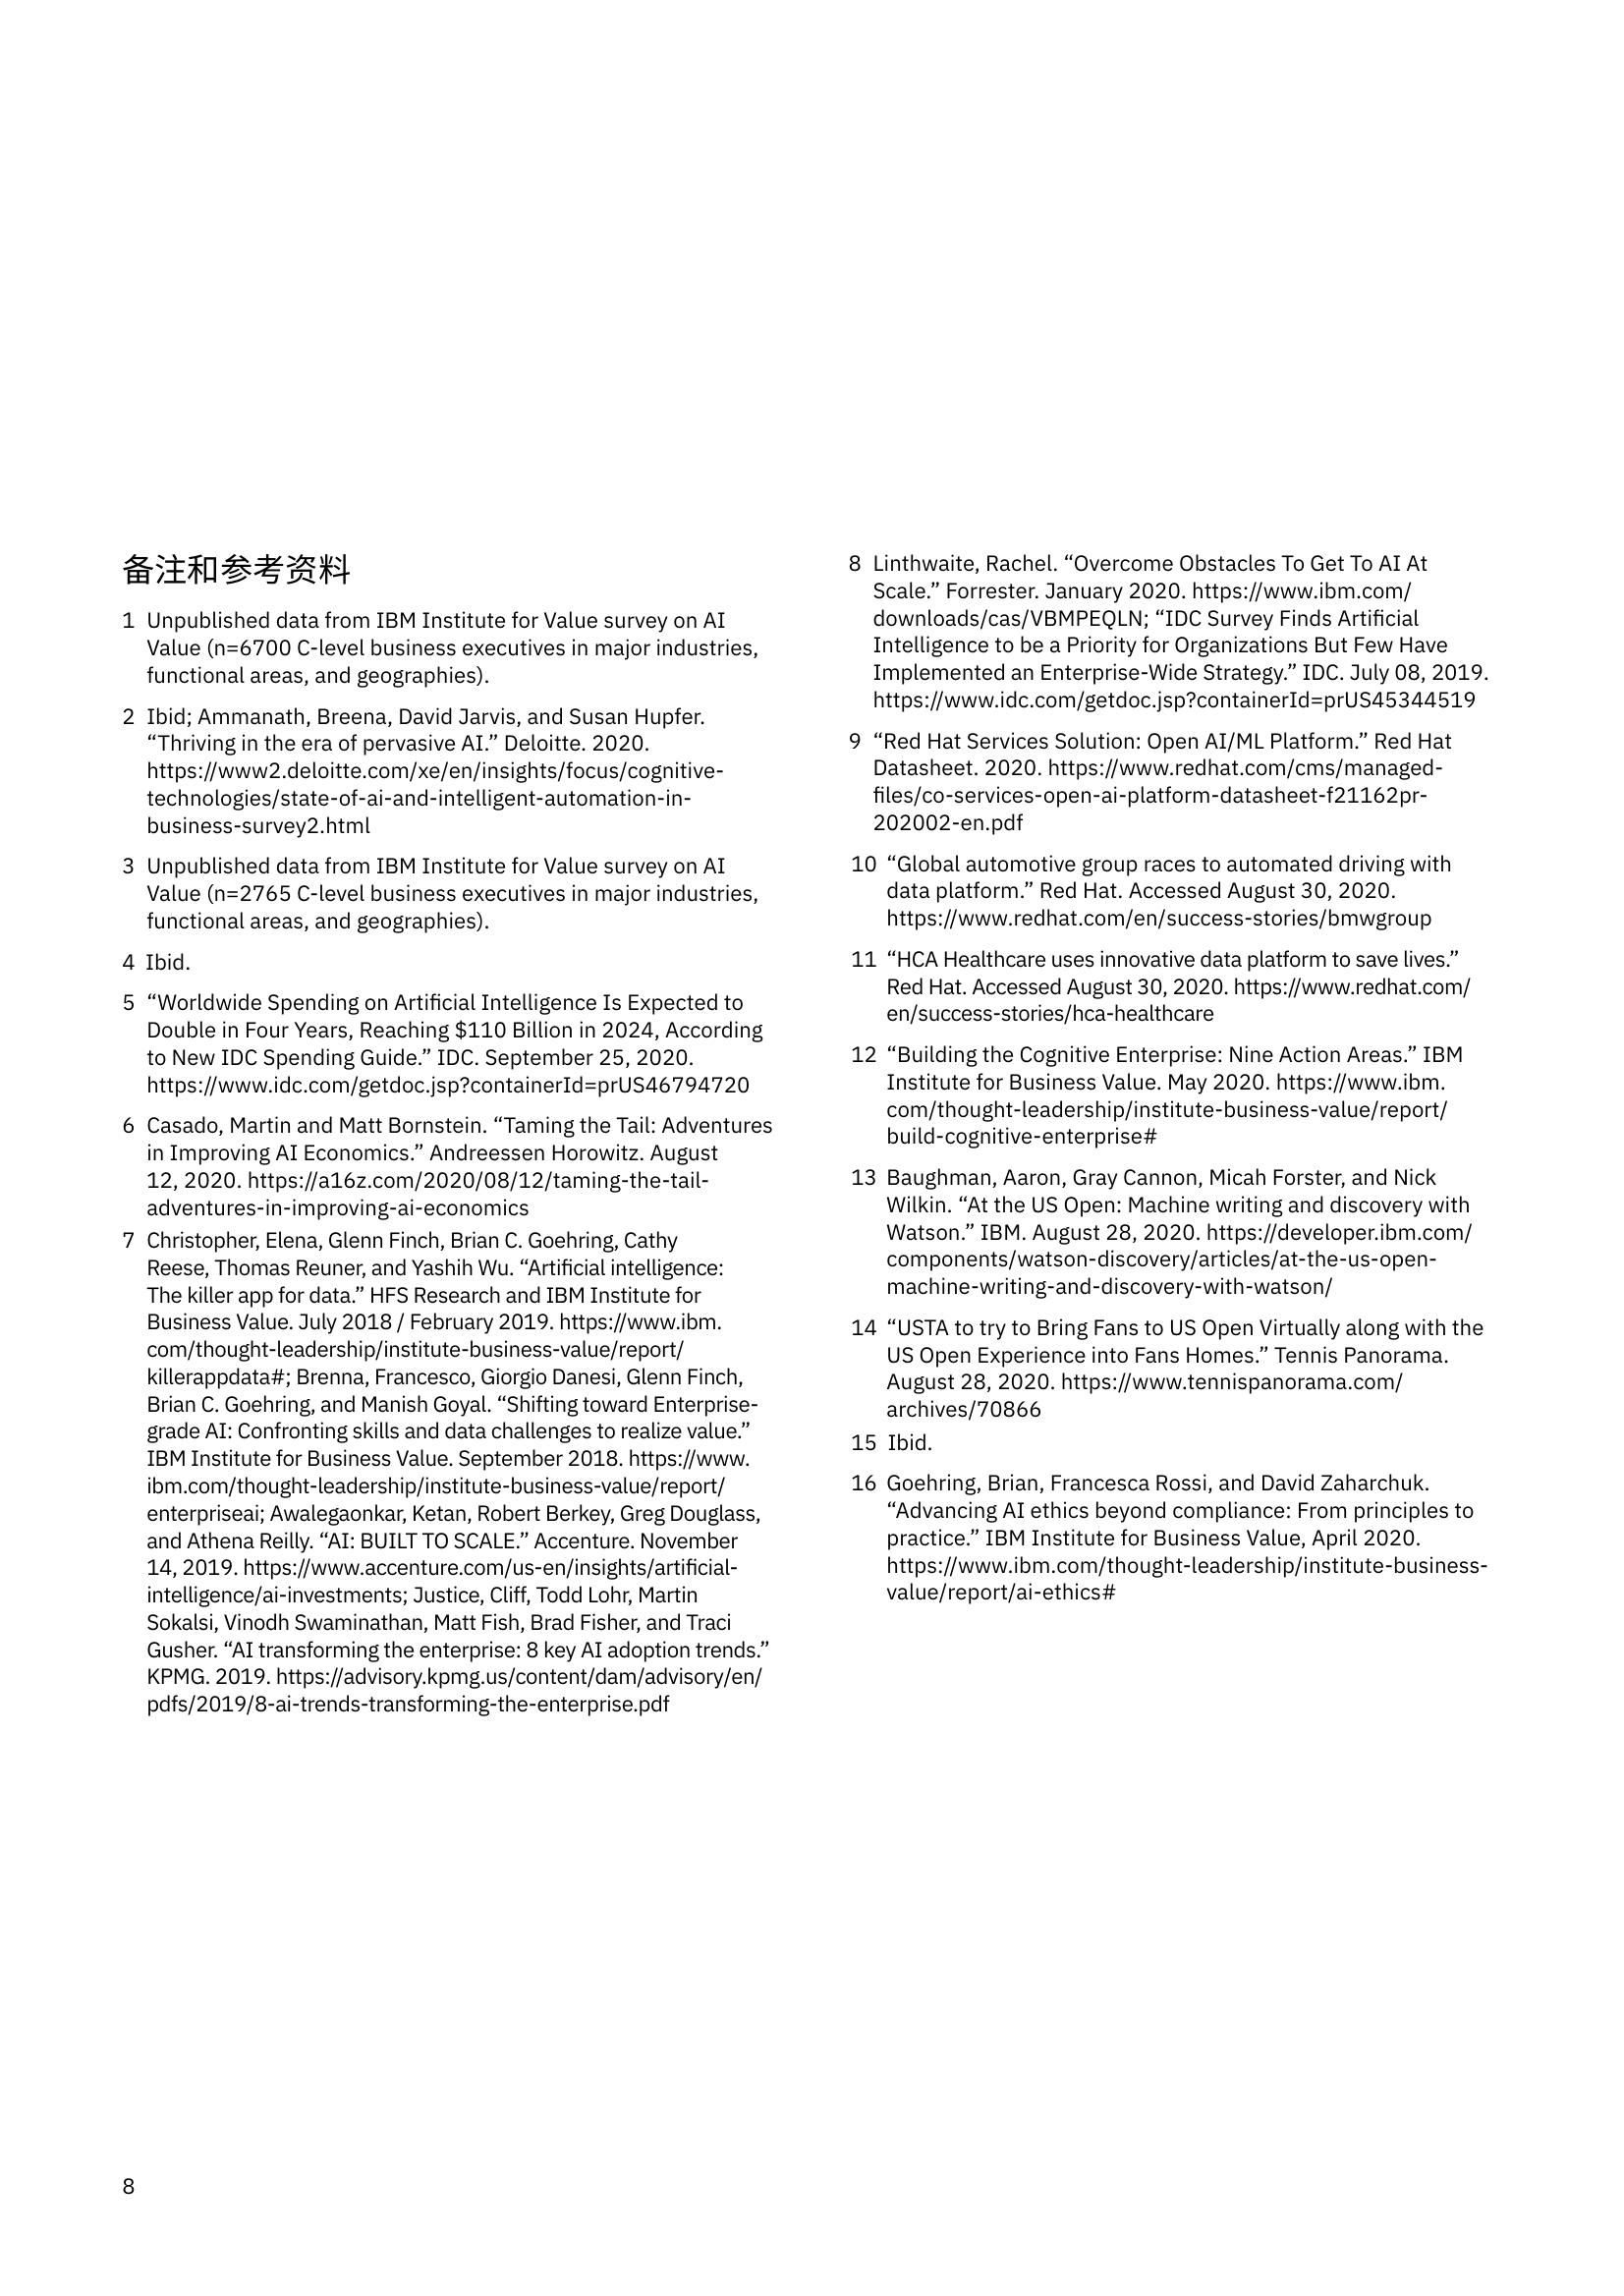 备注和参考资料
1 Unpublished data from IBM Institute for Value survey on AI
Value (n=6700 C-level business executives in major industries,
functional areas, and geographies).
2 Ibid; Ammanath, Breena, David Jarvis, and Susan Hupfer.
“Thriving in the era of pervasive AI.” Deloitte. 2020.
https://www2.deloitte.com/xe/en/insights/focus/cognitive-
technologies/state-of-ai-and-intelligent-automation-in-
business-survey2.html
3 Unpublished data from IBM Institute for Value survey on AI
Value (n=2765 C-level business executives in major industries,
functional areas, and geographies).
4 Ibid.
5 “Worldwide Spending on Artificial Intelligence Is Expected to
Double in Four Years, Reaching $110 Billion in 2024, According
to New IDC Spending Guide.” IDC. September 25, 2020.
https://www.idc.com/getdoc.jsp?containerId=prUS46794720
6 Casado, Martin and Matt Bornstein. “Taming the Tail: Adventures
in Improving AI Economics.” Andreessen Horowitz. August
12, 2020. https://a16z.com/2020/08/12/taming-the-tail-
adventures-in-improving-ai-economics
7 Christopher, Elena, Glenn Finch, Brian C. Goehring, Cathy
Reese, Thomas Reuner, and Yashih Wu. “Artificial intelligence:
The killer app for data.” HFS Research and IBM Institute for
Business Value. July 2018 / February 2019. https://www.ibm.
com/thought-leadership/institute-business-value/report/
killerappdata#; Brenna, Francesco, Giorgio Danesi, Glenn Finch,
Brian C. Goehring, and Manish Goyal. “Shifting toward Enterprise-
grade AI: Confronting skills and data challenges to realize value.”
IBM Institute for Business Value. September 2018. https://www.
ibm.com/thought-leadership/institute-business-value/report/
enterpriseai; Awalegaonkar, Ketan, Robert Berkey, Greg Douglass,
and Athena Reilly. “AI: BUILT TO SCALE.” Accenture. November
14, 2019. https://www.accenture.com/us-en/insights/artificial-
intelligence/ai-investments; Justice, Cliff, Todd Lohr, Martin
Sokalsi, Vinodh Swaminathan, Matt Fish, Brad Fisher, and Traci
Gusher. “AI transforming the enterprise: 8 key AI adoption trends.”
KPMG. 2019. https://advisory.kpmg.us/content/dam/advisory/en/
pdfs/2019/8-ai-trends-transforming-the-enterprise.pdf
8 Linthwaite, Rachel. “Overcome Obstacles To Get To AI At
Scale.” Forrester. January 2020. https://www.ibm.com/
downloads/cas/VBMPEQLN; “IDC Survey Finds Artificial
Intelligence to be a Priority for Organizations But Few Have
Implemented an Enterprise-Wide Strategy.” IDC. July 08, 2019.
https://www.idc.com/getdoc.jsp?containerId=prUS45344519
9 “Red Hat Services Solution: Open AI/ML Platform.” Red Hat
Datasheet. 2020. https://www.redhat.com/cms/managed-
files/co-services-open-ai-platform-datasheet-f21162pr-
202002-en.pdf
10 “Global automotive group races to automated driving with
data platform.” Red Hat. Accessed August 30, 2020.
https://www.redhat.com/en/success-stories/bmwgroup
11 “HCA Healthcare uses innovative data platform to save lives.”
Red Hat. Accessed August 30, 2020. https://www.redhat.com/
en/success-stories/hca-healthcare
12 “Building the Cognitive Enterprise: Nine Action Areas.” IBM
Institute for Business Value. May 2020. https://www.ibm.
com/thought-leadership/institute-business-value/report/
build-cognitive-enterprise#
13 Baughman, Aaron, Gray Cannon, Micah Forster, and Nick
Wilkin. “At the US Open: Machine writing and discovery with
Watson.” IBM. August 28, 2020. https://developer.ibm.com/
components/watson-discovery/articles/at-the-us-open-
machine-writing-and-discovery-with-watson/
14 “USTA to try to Bring Fans to US Open Virtually along with the
US Open Experience into Fans Homes.” Tennis Panorama.
August 28, 2020. https://www.tennispanorama.com/
archives/70866
15 Ibid.
16 Goehring, Brian, Francesca Rossi, and David Zaharchuk.
“Advancing AI ethics beyond compliance: From principles to
practice.” IBM Institute for Business Value, April 2020.
https://www.ibm.com/thought-leadership/institute-business-
value/report/ai-ethics#
8